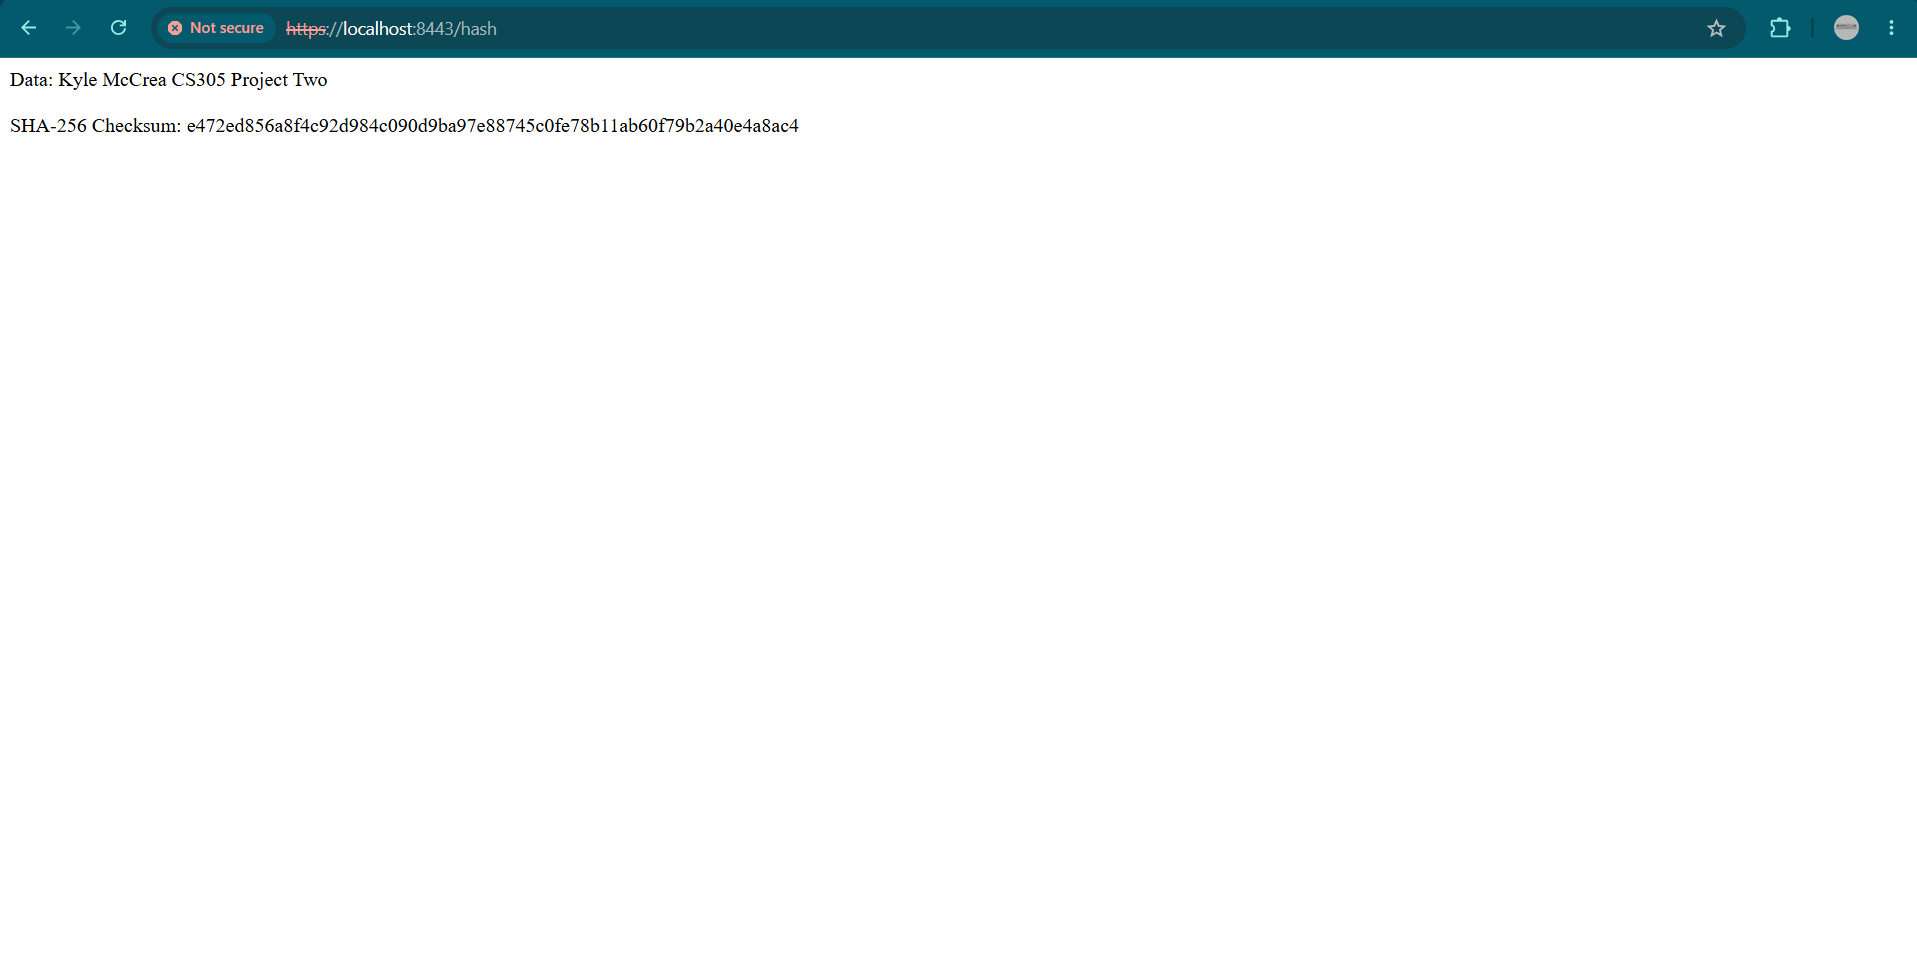 Not secure https://localhost:8443/hash
Data: Kyle McCrea CS305 Project Two
SHA-256 Checksum: e472ed856a8f4c92d984c090d9ba97e88745c0fe78b11ab60f79b2a40e4a8ac4